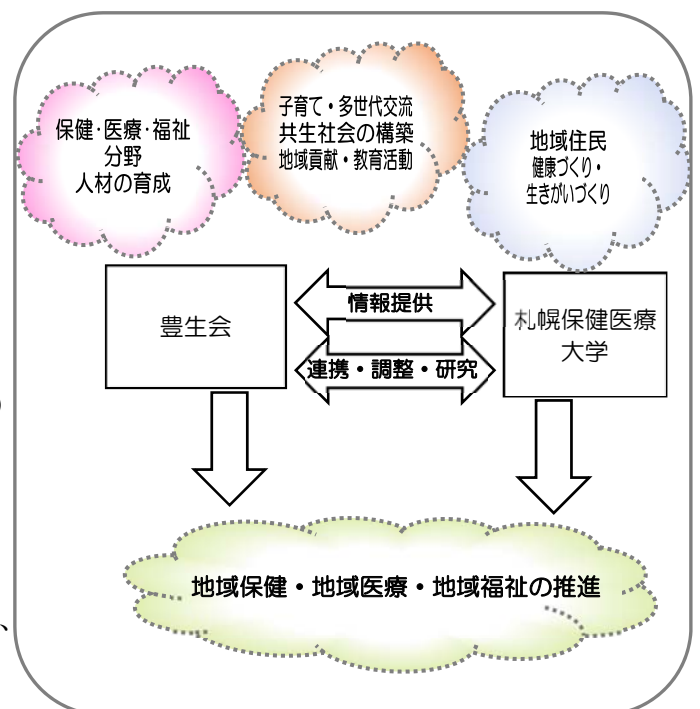 保健・医療・福祉
分野
人材の育成
子育て・多世代交流
共生社会の構築
地域貢献・教育活動
地域住民
健康づくり・
生きがいづくり
豊生会
情報提供
連携・調整・研究
札幌保健医療
大学
地域保健・地域医療・地域福祉の推進
、